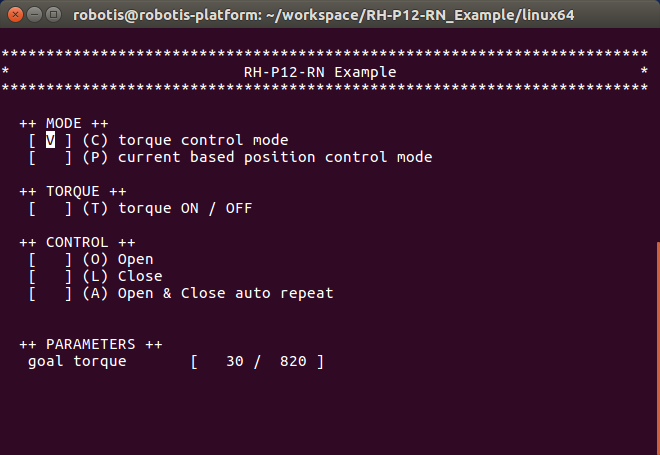 robotis@robotis-platform: ~/workspace/RH-P12-RN_Example/linux64
************************************************************************
*                          RH-P12-RN Example                           *
************************************************************************
++ MODE ++
[ V ] (C) torque control mode
[   ] (P) current based position control mode
++ TORQUE ++
[   ] (T) torque ON / OFF
++ CONTROL ++
[   ] (O) Open
[   ] (L) Close
[   ] (A) Open & Close auto repeat
++ PARAMETERS ++
goal torque       [   30 /  820 ]